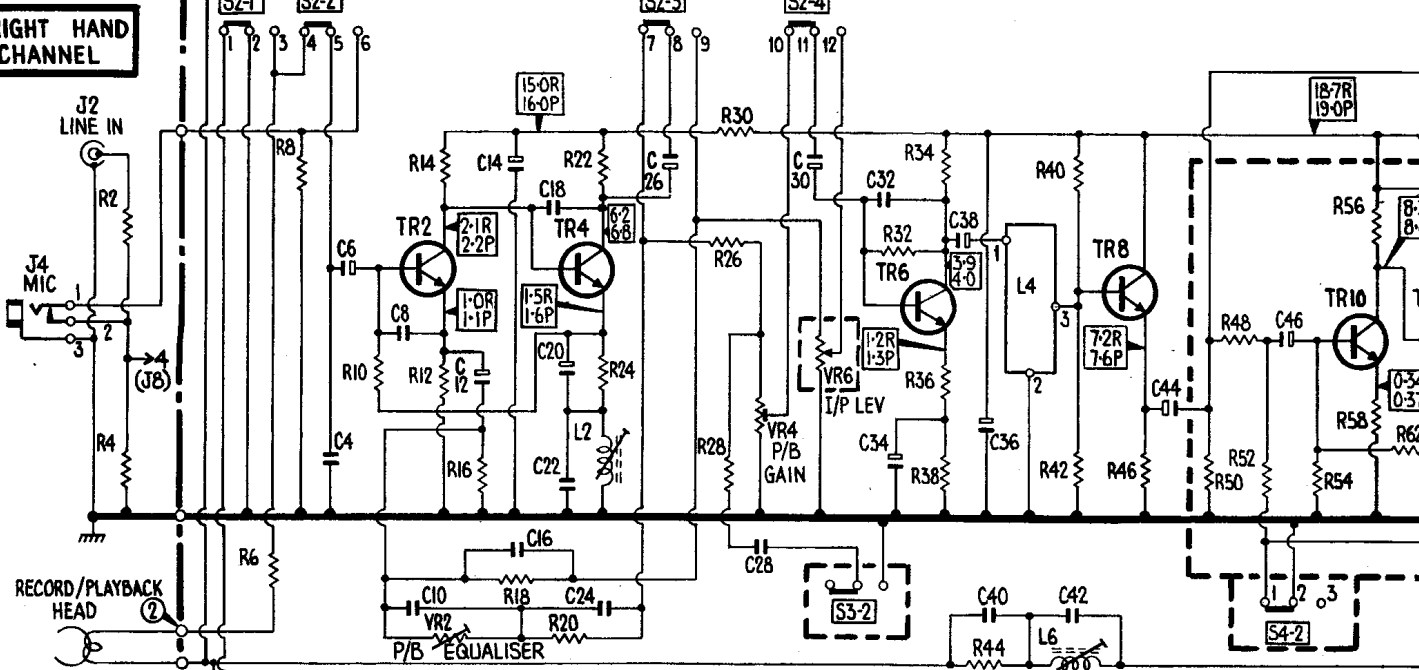 S2-1
S2-2
S2-3
S2-4
RIGHT HAND
CHANNEL
1 2 3 4 5 6
7 8 9
10 11 12
J2
LINE IN
R2
J4
MIC
1
2
3
4
(J8)
R4
R8
C6
C4
R14
C14
15·0R
16·0P
R22
C
26
C18
TR2
2·1R
2·2P
TR4
6·2
6·8
1·0R
1·1P
1·5R
1·6P
C8
R10
R12
C
12
C20
R24
L2
R16
C22
R30
R26
R28
VR4
P/B
GAIN
C
30
C32
R32
R34
C38
TR6
3·9
4·0
1·2R
1·3P
VR6
I/P LEV
R36
C34
R38
C36
1
L4
3
2
R40
TR8
7·2R
7·6P
R42
R46
C44
18·7R
19·0P
R56
TR10
R48
C46
R50
R52
R54
R58
R62
R6
RECORD/PLAYBACK
HEAD
2
C16
R18
C10
C24
VR2
R20
P/B EQUALISER
C28
S3-2
C40
C42
R44
L6
1 2 3
S4-2